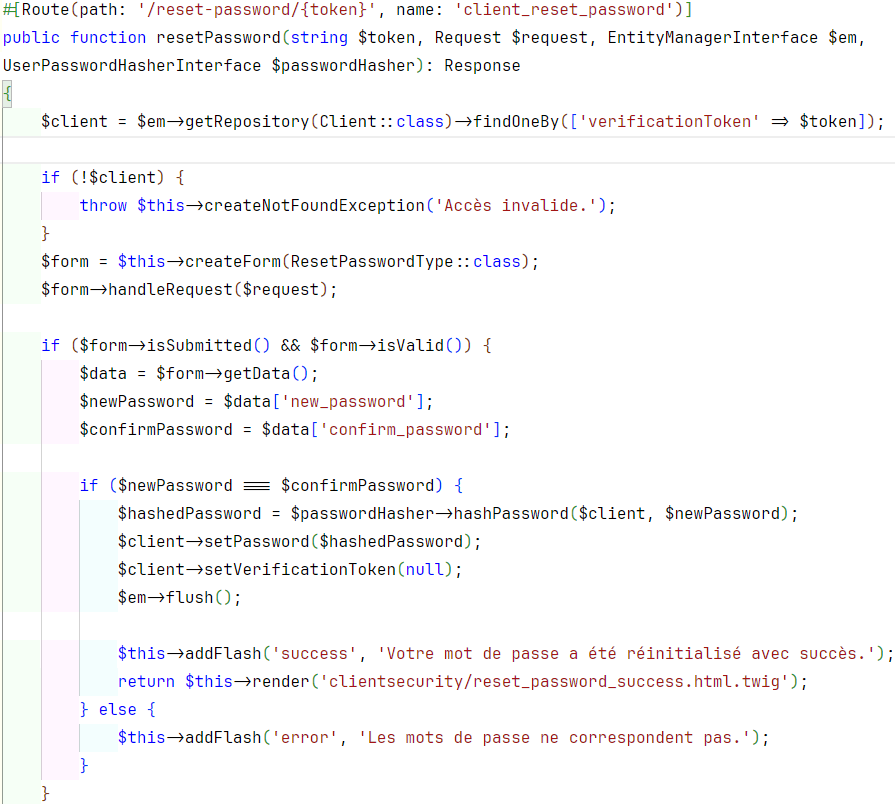 #[Route(path: '/reset-password/{token}', name: 'client_reset_password')]
public function resetPassword(string $token, Request $request, EntityManagerInterface $em,
UserPasswordHasherInterface $passwordHasher): Response
{
    $client = $em->getRepository(Client::class)->findOneBy(['verificationToken' => $token]);
    if (!$client) {
        throw $this->createNotFoundException('Accès invalide.');
    }
    $form = $this->createForm(ResetPasswordType::class);
    $form->handleRequest($request);
    if ($form->isSubmitted() && $form->isValid()) {
        $data = $form->getData();
        $newPassword = $data['new_password'];
        $confirmPassword = $data['confirm_password'];
        if ($newPassword === $confirmPassword) {
            $hashedPassword = $passwordHasher->hashPassword($client, $newPassword);
            $client->setPassword($hashedPassword);
            $client->setVerificationToken(null);
            $em->flush();
            $this->addFlash('success', 'Votre mot de passe a été réinitialisé avec succès.');
            return $this->render('clientsecurity/reset_password_success.html.twig');
        } else {
            $this->addFlash('error', 'Les mots de passe ne correspondent pas.');
        }
    }